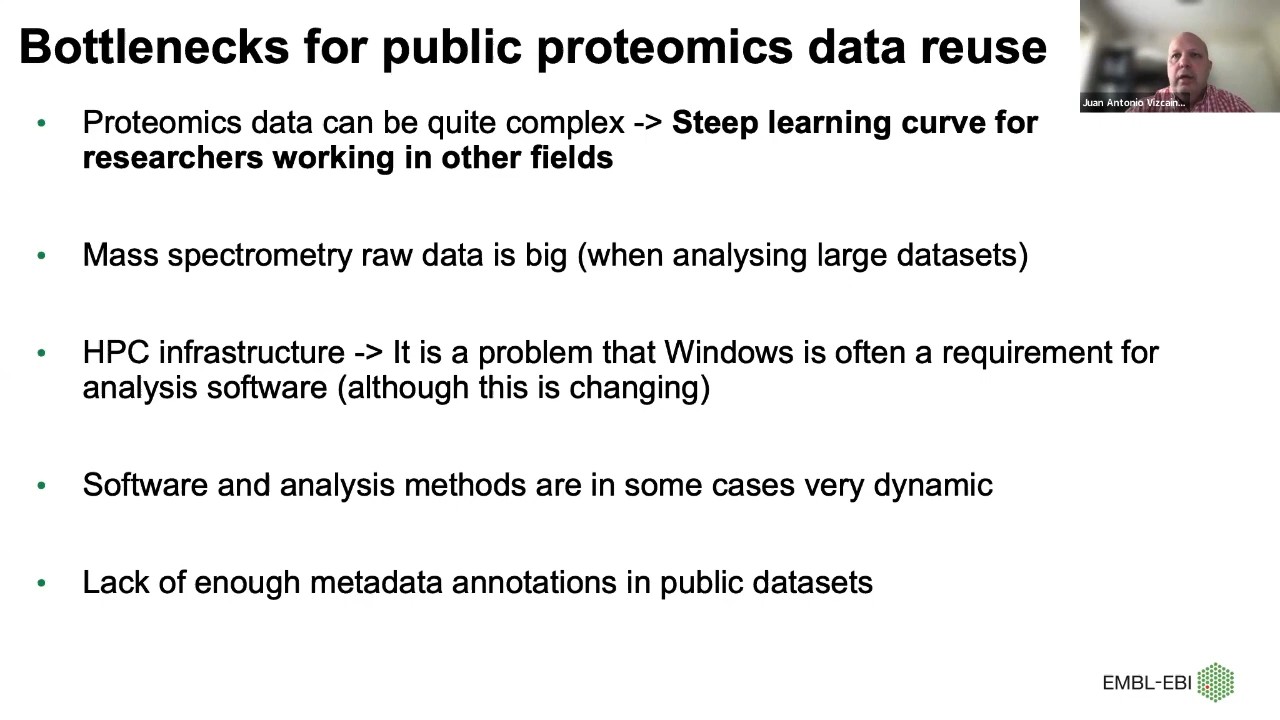 Bottlenecks for public proteomics data reuse
Juan Antonio Vizcain...
• Proteomics data can be quite complex -> Steep learning curve for
researchers working in other fields
• Mass spectrometry raw data is big (when analysing large datasets)
• HPC infrastructure -> It is a problem that Windows is often a requirement for
analysis software (although this is changing)
• Software and analysis methods are in some cases very dynamic
• Lack of enough metadata annotations in public datasets
EMBL-EBI